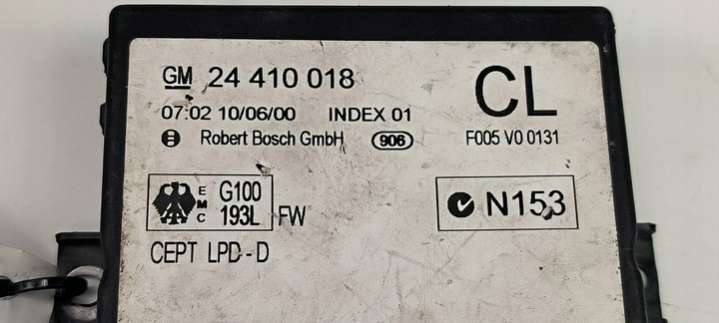 GM 24 410 018
CL
07:02 10/06/00 INDEX 01
Robert Bosch GmbH 906
F005 V0 0131
E
M
C
G100
193L FW
N153
CEPT LPD-D